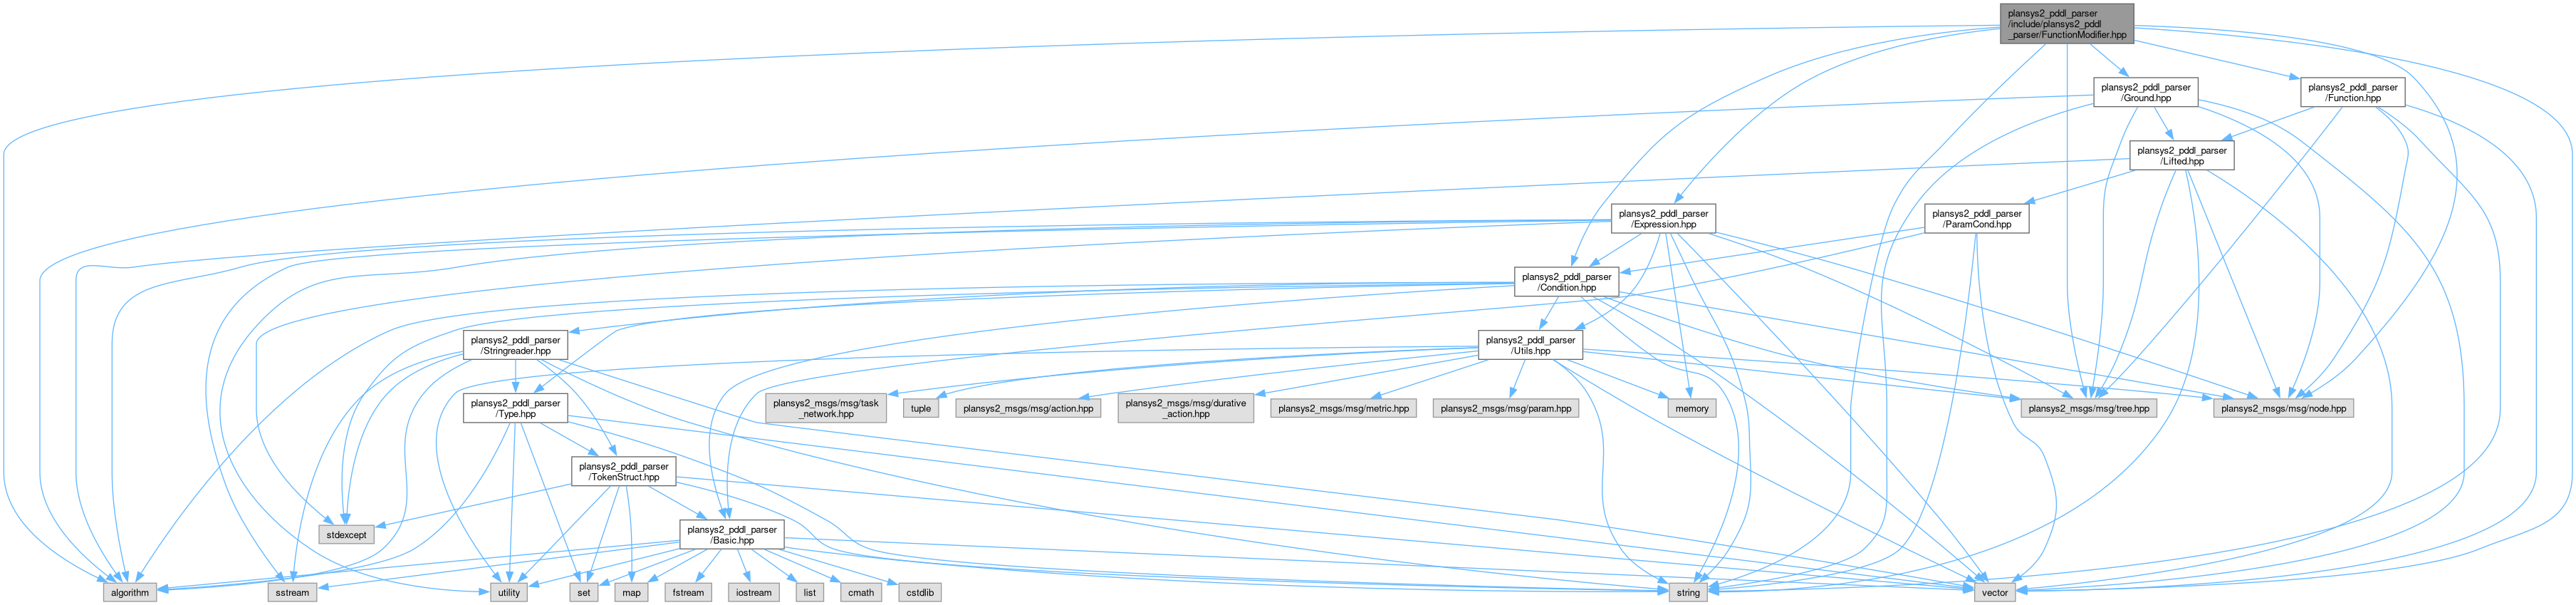 plansys2_pddl_parser
/include/plansys2_pddl
_parser/FunctionModifier.hpp
plansys2_pddl_parser
/Ground.hpp
plansys2_pddl_parser
/Function.hpp
plansys2_pddl_parser
/Lifted.hpp
plansys2_pddl_parser
/Expression.hpp
plansys2_pddl_parser
/ParamCond.hpp
plansys2_pddl_parser
/Condition.hpp
plansys2_pddl_parser
/Stringreader.hpp
plansys2_pddl_parser
/Utils.hpp
plansys2_pddl_parser
/Type.hpp
plansys2_msgs/msg/task
_network.hpp
tuple
plansys2_msgs/msg/action.hpp
plansys2_msgs/msg/durative
_action.hpp
plansys2_msgs/msg/metric.hpp
plansys2_msgs/msg/param.hpp
memory
plansys2_msgs/msg/tree.hpp
plansys2_msgs/msg/node.hpp
plansys2_pddl_parser
/TokenStruct.hpp
stdexcept
plansys2_pddl_parser
/Basic.hpp
algorithm
sstream
utility
set
map
fstream
iostream
list
cmath
cstdlib
string
vector